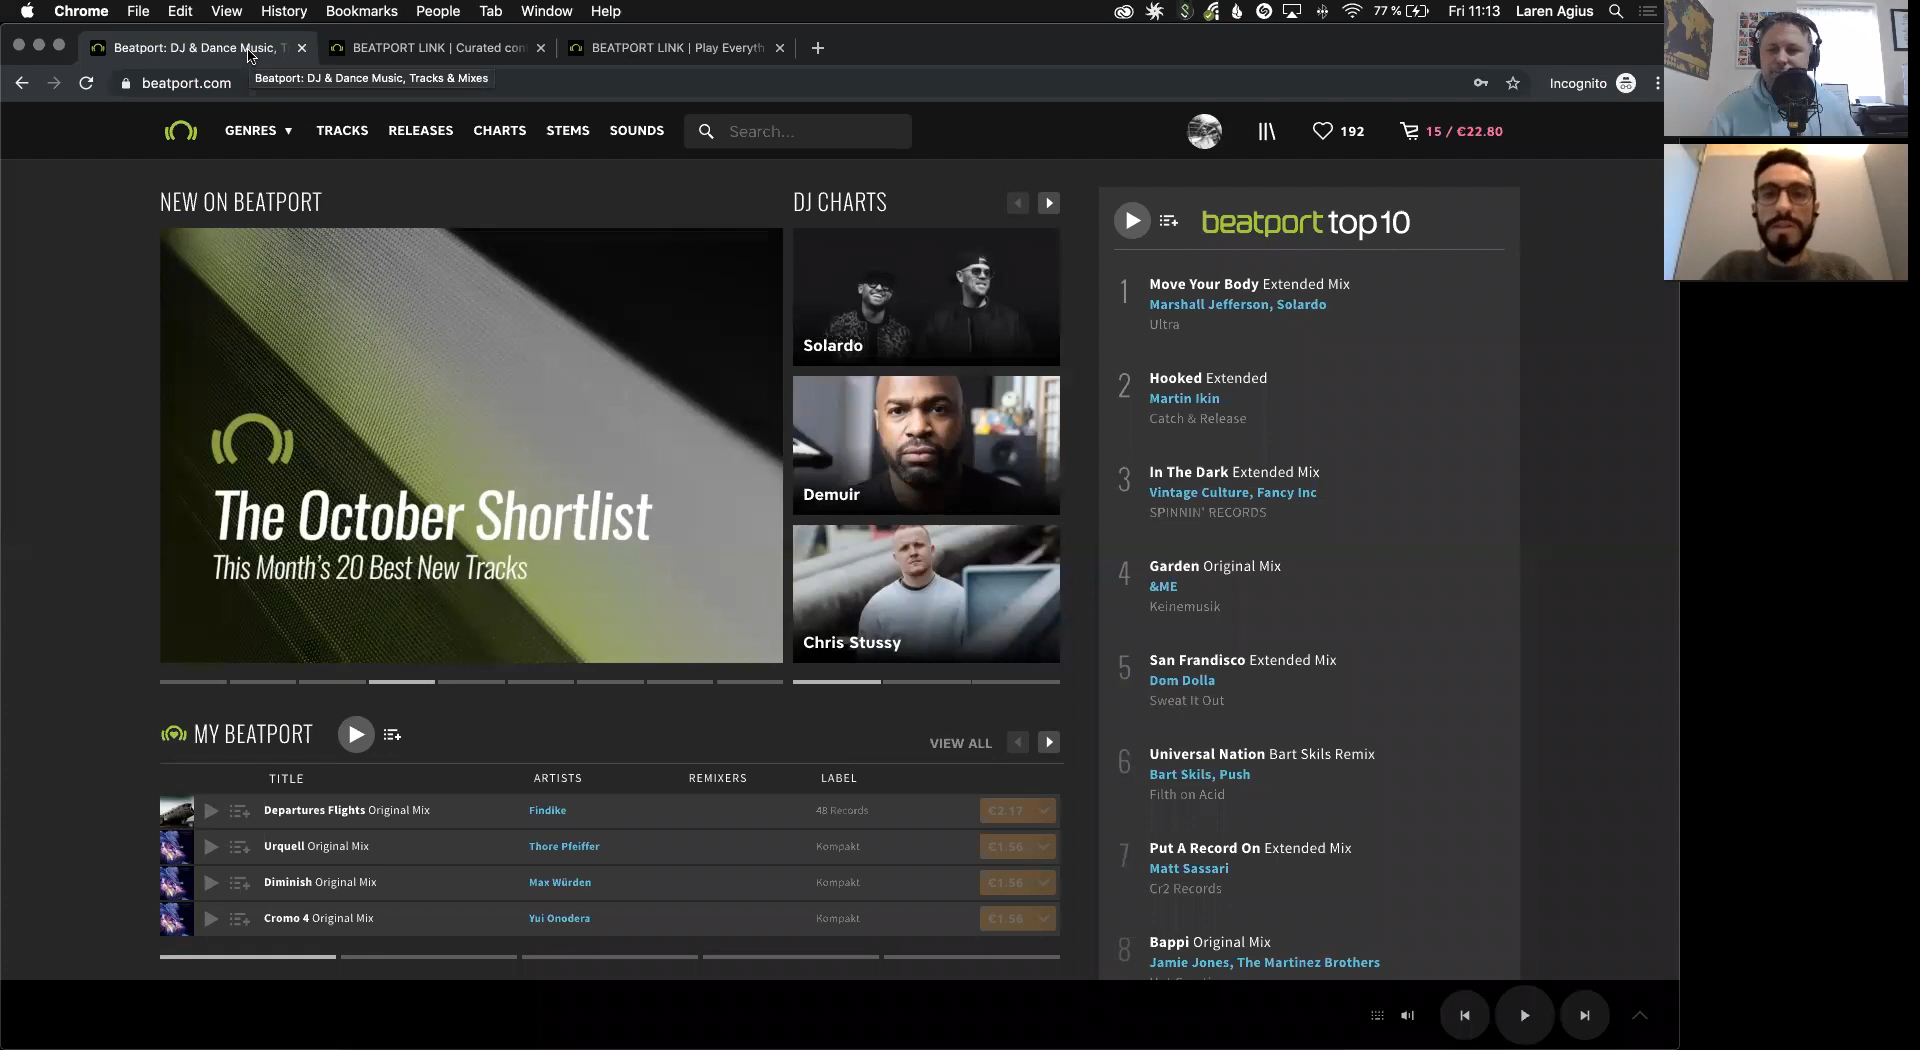 Chrome File Edit View History Bookmarks People Tab Window Help
77 % Fri 11:13 Laren Agius
Beatport: DJ & Dance Music, T
BEATPORT LINK | Curated con
BEATPORT LINK | Play Everyth
beatport.com
Beatport: DJ & Dance Music, Tracks & Mixes
Incognito
GENRES TRACKS RELEASES CHARTS STEMS SOUNDS
Search...
192
15 / €22.80
NEW ON BEATPORT
The October Shortlist
This Month's 20 Best New Tracks
DJ CHARTS
Solardo
Demuir
Chris Stussy
beatport top10
1
Move Your Body Extended Mix
Marshall Jefferson, Solardo
Ultra
2
Hooked Extended
Martin Ikin
Catch & Release
3
In The Dark Extended Mix
Vintage Culture, Fancy Inc
SPINNIN' RECORDS
4
Garden Original Mix
&ME
Keinemusik
5
San Frandisco Extended Mix
Dom Dolla
Sweat It Out
6
Universal Nation Bart Skils Remix
Bart Skils, Push
Filth on Acid
7
Put A Record On Extended Mix
Matt Sassari
Cr2 Records
8
Bappi Original Mix
Jamie Jones, The Martinez Brothers
MY BEATPORT
VIEW ALL
TITLE ARTISTS REMIXERS LABEL
Departures Flights Original Mix Findike 48 Records €2.17
Urquell Original Mix Thore Pfeiffer Kompakt €1.56
Diminish Original Mix Max Würden Kompakt €1.56
Cromo 4 Original Mix Yui Onodera Kompakt €1.56